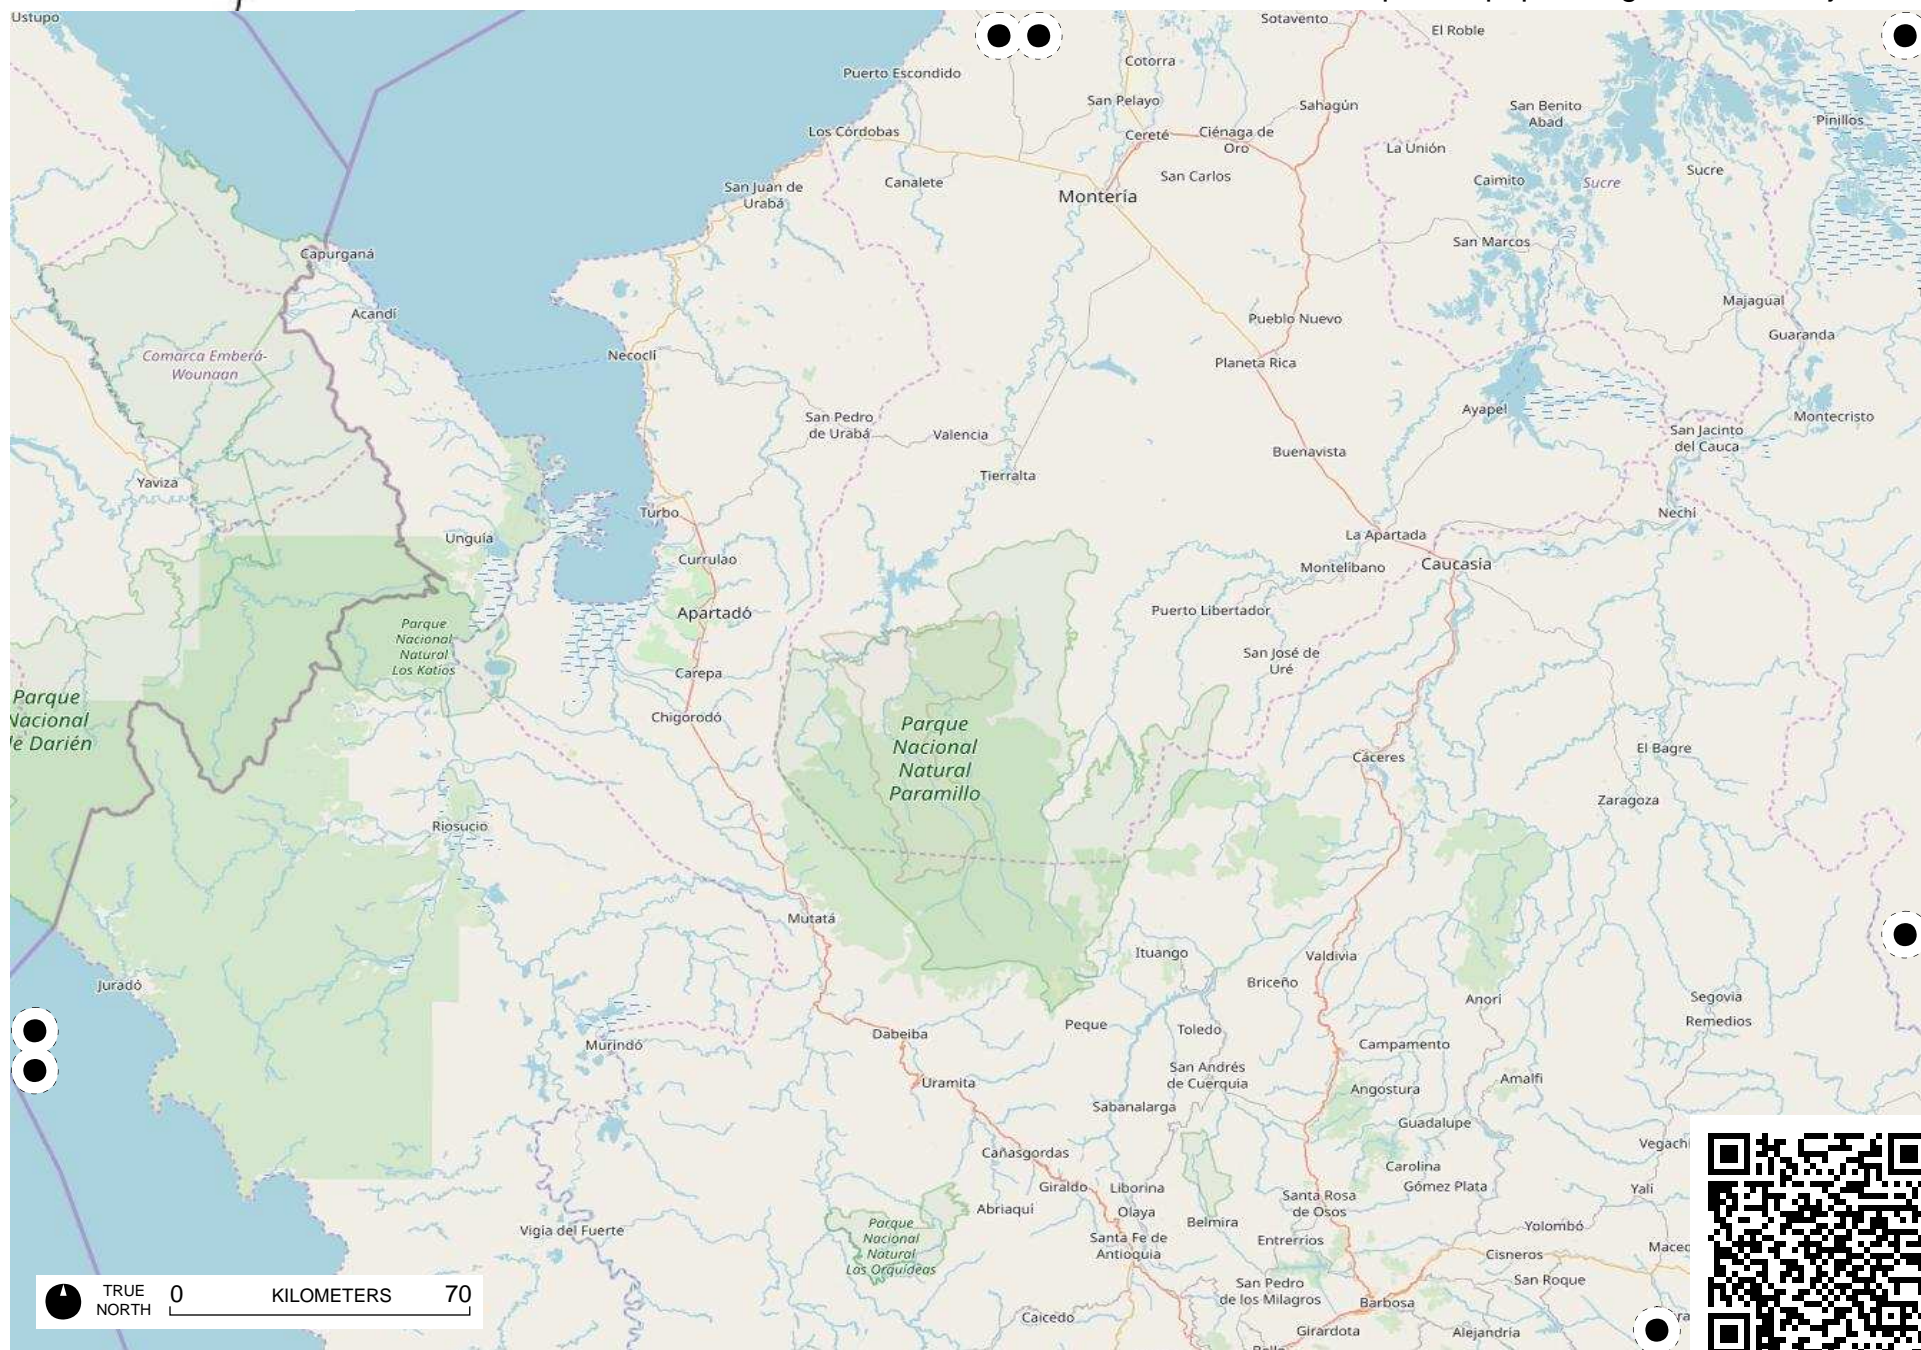 Ustupo
Sotavento
El Roble
Cotorra
Puerto Escondido
San Pelayo
Sahagún
San Benito
Abad
Pinillos
Los Córdobas
Cereté
Ciénaga de
Oro
La Unión
San Carlos
Caimito
Sucre
Sucre
San Juan de
Urabá
Canalete
Montería
San Marcos
Capurganá
Acandí
Majagual
Guaranda
Pueblo Nuevo
Comarca Emberá-
Wounaan
Necoclí
Planeta Rica
San Pedro
de Urabá
Valencia
Ayapel
Montecristo
San Jacinto
del Cauca
Buenavista
Tierralta
Yaviza
Turbo
Nechí
Unguía
La Apartada
Currulao
Montelíbano
Caucasia
Apartadó
Puerto Libertador
Parque
Nacional
Natural
Los Katíos
San José de
Uré
Carepa
Parque
Nacional
de Darién
Chigorodó
Parque
Nacional
Natural
Paramillo
Cáceres
El Bagre
Zaragoza
Riosucio
Mutatá
Ituango
Valdivia
Briceño
Juradó
Anorí
Segovia
Remedios
Peque
Toledo
Dabeiba
Murindó
Campamento
San Andrés
de Cuerquia
Uramita
Angostura
Amalfi
Sabanalarga
Guadalupe
Vegachí
Cañasgordas
Carolina
Giraldo
Liborina
Gómez Plata
Yalí
Abriaquí
Olaya
Santa Rosa
de Osos
Vigía del Fuerte
Parque
Nacional
Natural
Las Orquídeas
Belmira
Yolombó
Santa Fe de
Antioquia
Entrerrios
Cisneros
Maceo
San Roque
San Pedro
de los Milagros
Barbosa
Caicedo
Girardota
Alejandría
TRUE
NORTH
0 KILOMETERS 70